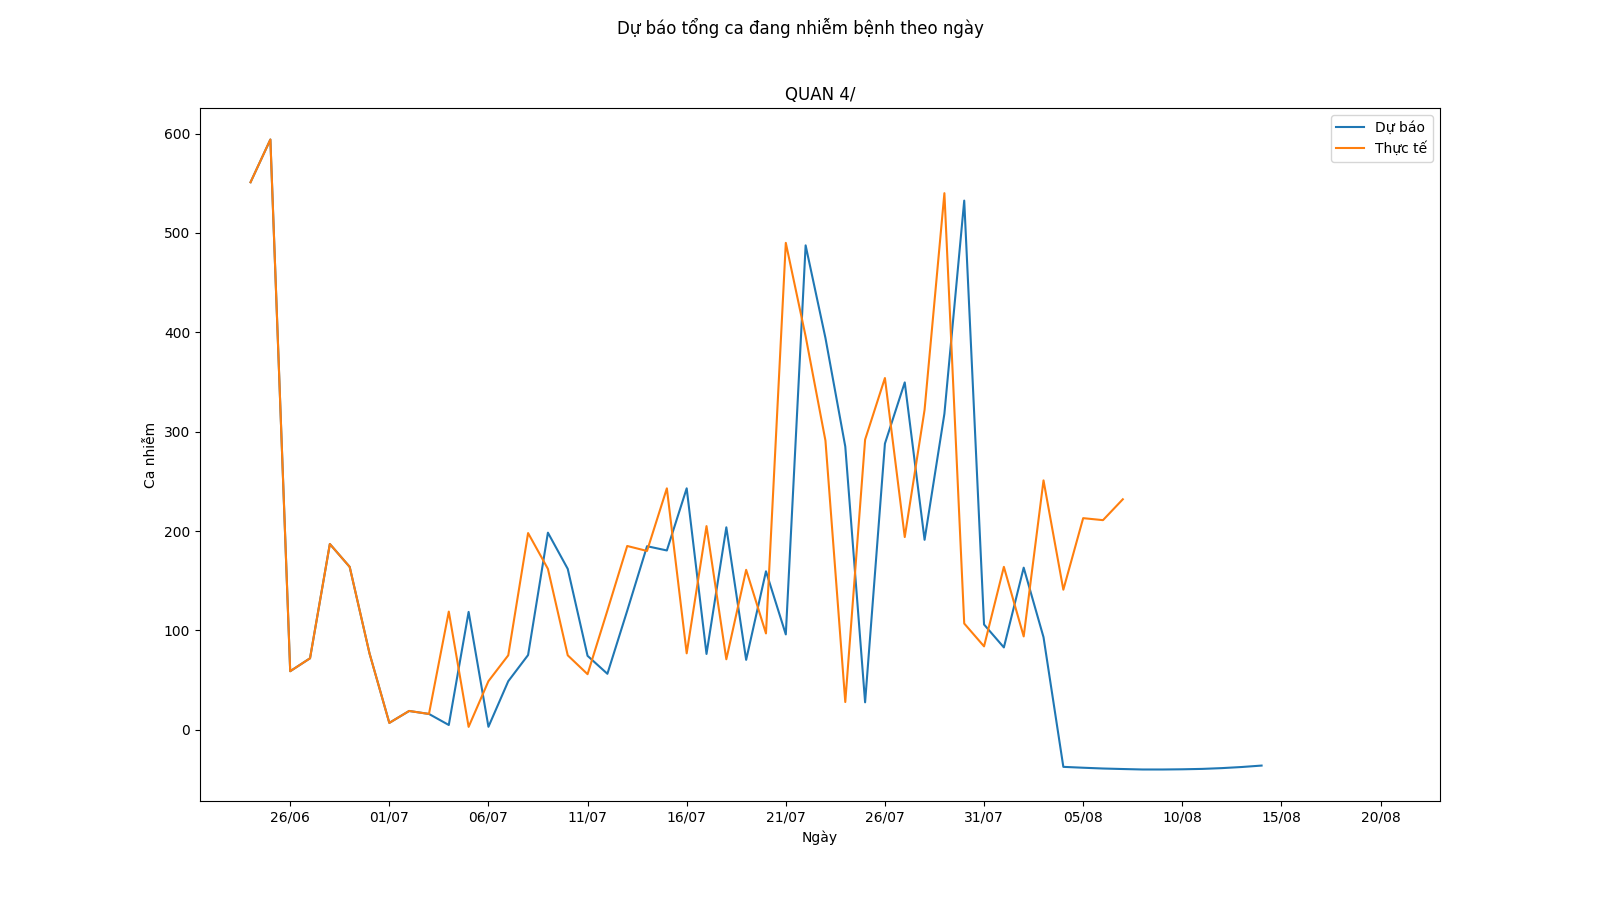 Dự báo tổng ca đang nhiễm bệnh theo ngày
QUAN 4/
Dự báo
Thực tế
600
500
400
300
200
100
0
Ca nhiễm
26/06 01/07 06/07 11/07 16/07 21/07 26/07 31/07 05/08 10/08 15/08 20/08
Ngày